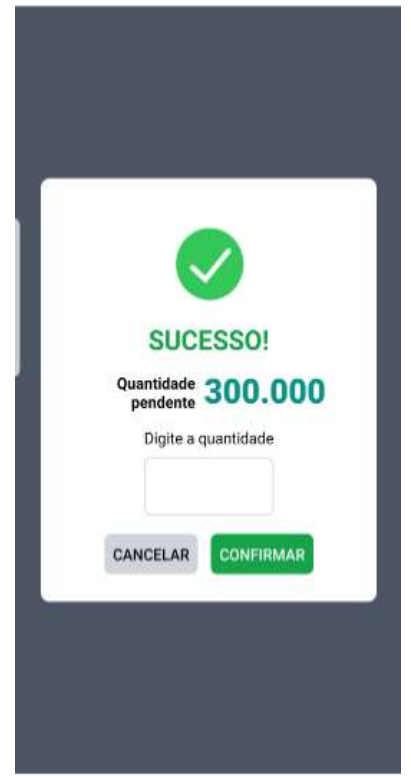 SUCESSO!
Quantidade pendente 300.000
Digite a quantidade
CANCELAR CONFIRMAR